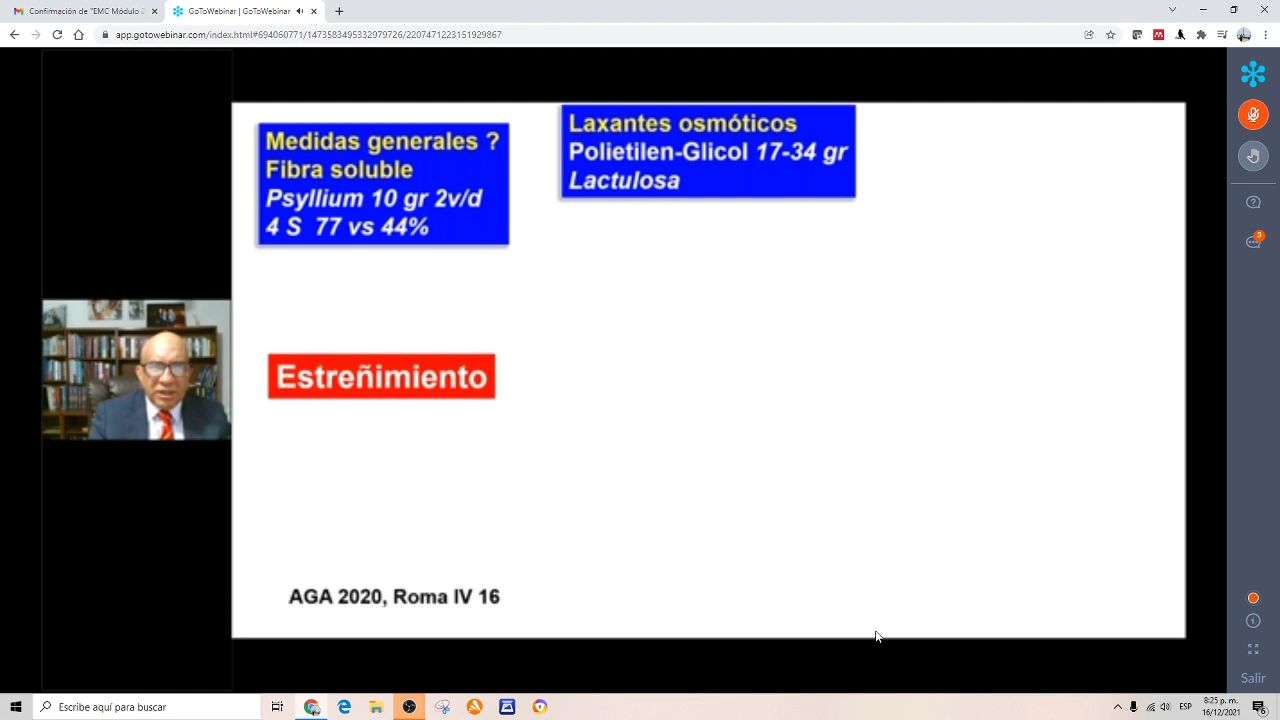 Confirmación de "EMC Módulo 2
GoToWebinar | GoToWebinar
app.gotowebinar.com/index.html#694060771/1473583495332979726/2207471223151929867
Medidas generales ?
Fibra soluble
Psyllium 10 gr 2v/d
4 S 77 vs 44%
Laxantes osmóticos
Polietilen-Glicol 17-34 gr
Lactulosa
Estreñimiento
AGA 2020, Roma IV 16
3
Salir
Escribe aquí para buscar
ESP
8:25 p. m.
16/12/2021